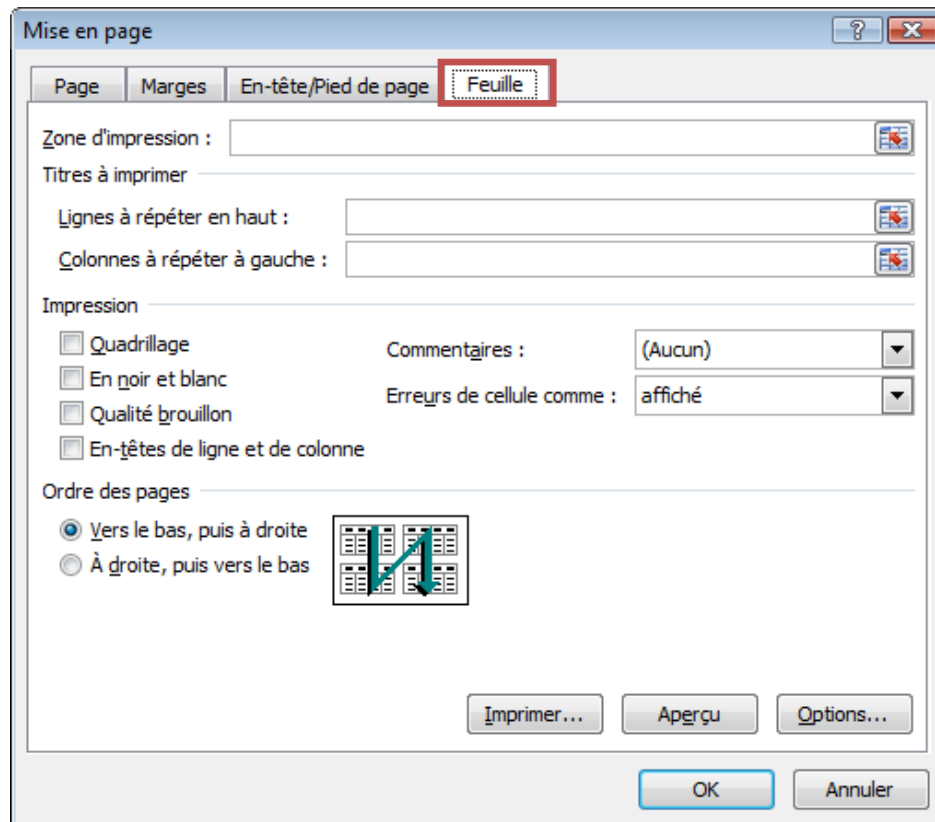 Mise en page
Page Marges En-tête/Pied de page Feuille
Zone d'impression :
Titres à imprimer
Lignes à répéter en haut :
Colonnes à répéter à gauche :
Impression
Quadrillage
Commentaires : (Aucun)
En noir et blanc
Erreurs de cellule comme : affiché
Qualité brouillon
En-têtes de ligne et de colonne
Ordre des pages
Vers le bas, puis à droite
À droite, puis vers le bas
Imprimer... Aperçu Options...
OK Annuler